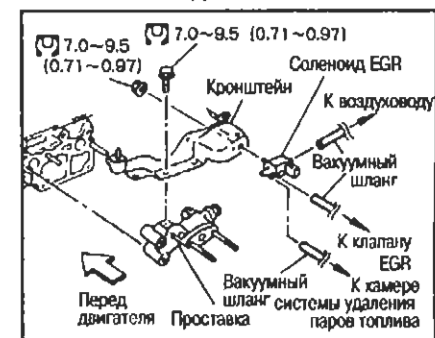 7.0~9.5
(0.71~0.97)
7.0~9.5 (0.71~0.97)
Соленоид EGR
Кронштейн
К воздуховоду
Вакуумный
шланг
К клапану
EGR
Перед
двигателя
Проставка
Вакуумный
шланг
К камере
системы удаления
паров топлива